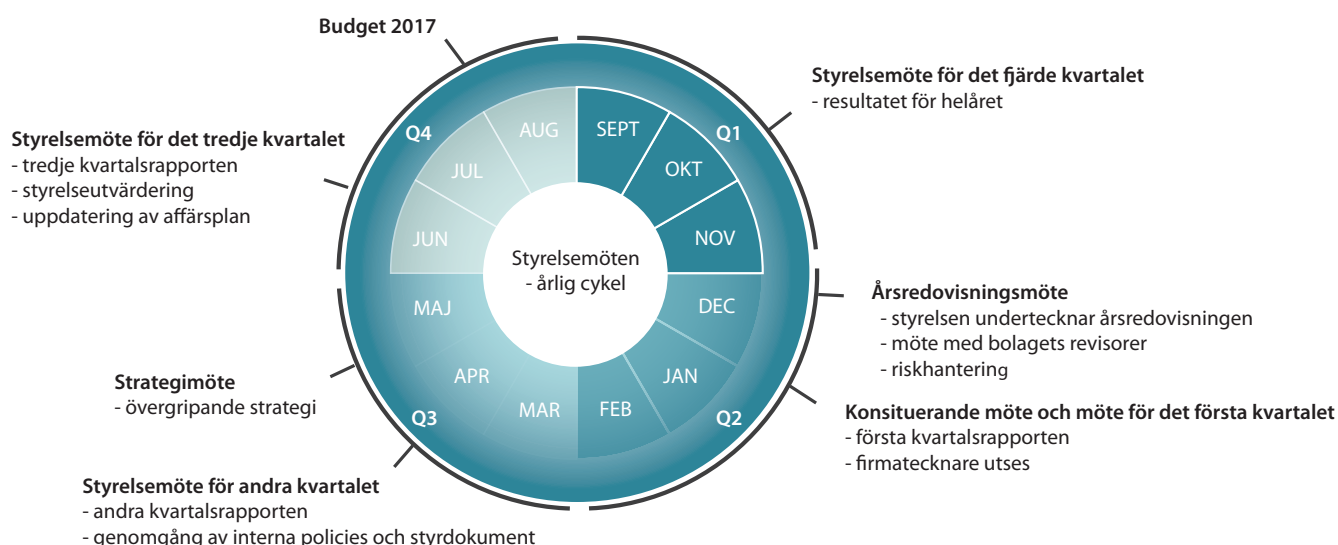 Budget 2017
Styrelsemöte för det fjärde kvartalet
- resultatet för helåret
Styrelsemöte för det tredje kvartalet
- tredje kvartalsrapporten
- styrelseutvärdering
- uppdatering av affärsplan
Q4
Q1
Q2
Q3
SEPT
OKT
NOV
DEC
JAN
FEB
MAR
APR
MAJ
JUN
JUL
AUG
Styrelsemöten
- årlig cykel
Årsredovisningsmöte
- styrelsen undertecknar årsredovisningen
- möte med bolagets revisorer
- riskhantering
Konsituerande möte och möte för det första kvartalet
- första kvartalsrapporten
- firmatecknare utses
Strategimöte
- övergripande strategi
Styrelsemöte för andra kvartalet
- andra kvartalsrapporten
- genomgång av interna policies och styrdokument